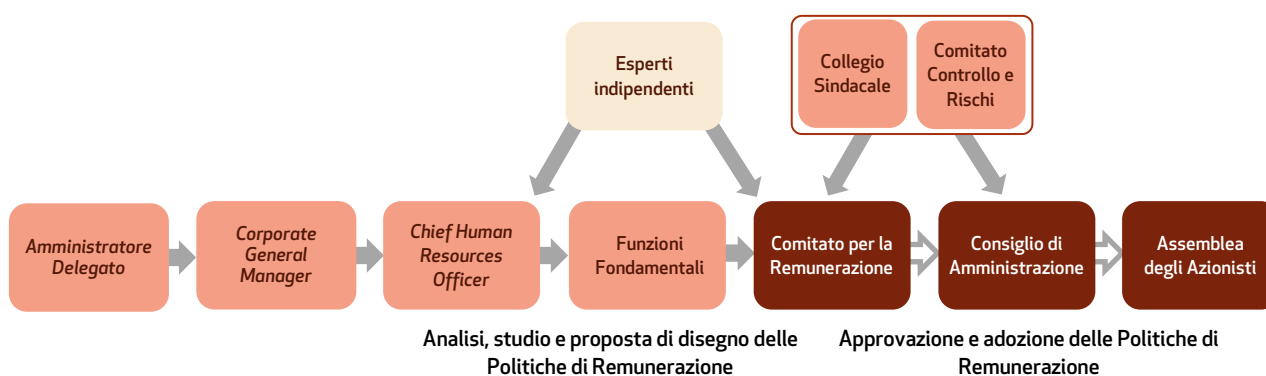 Esperti
indipendenti
Collegio
Sindacale
Comitato
Controllo e
Rischi
Amministratore
Delegato
Corporate
General
Manager
Chief Human
Resources
Officer
Funzioni
Fondamentali
Comitato per la
Remunerazione
Consiglio di
Amministrazione
Assemblea
degli Azionisti
Analisi, studio e proposta di disegno delle
Politiche di Remunerazione
Approvazione e adozione delle Politiche di
Remunerazione